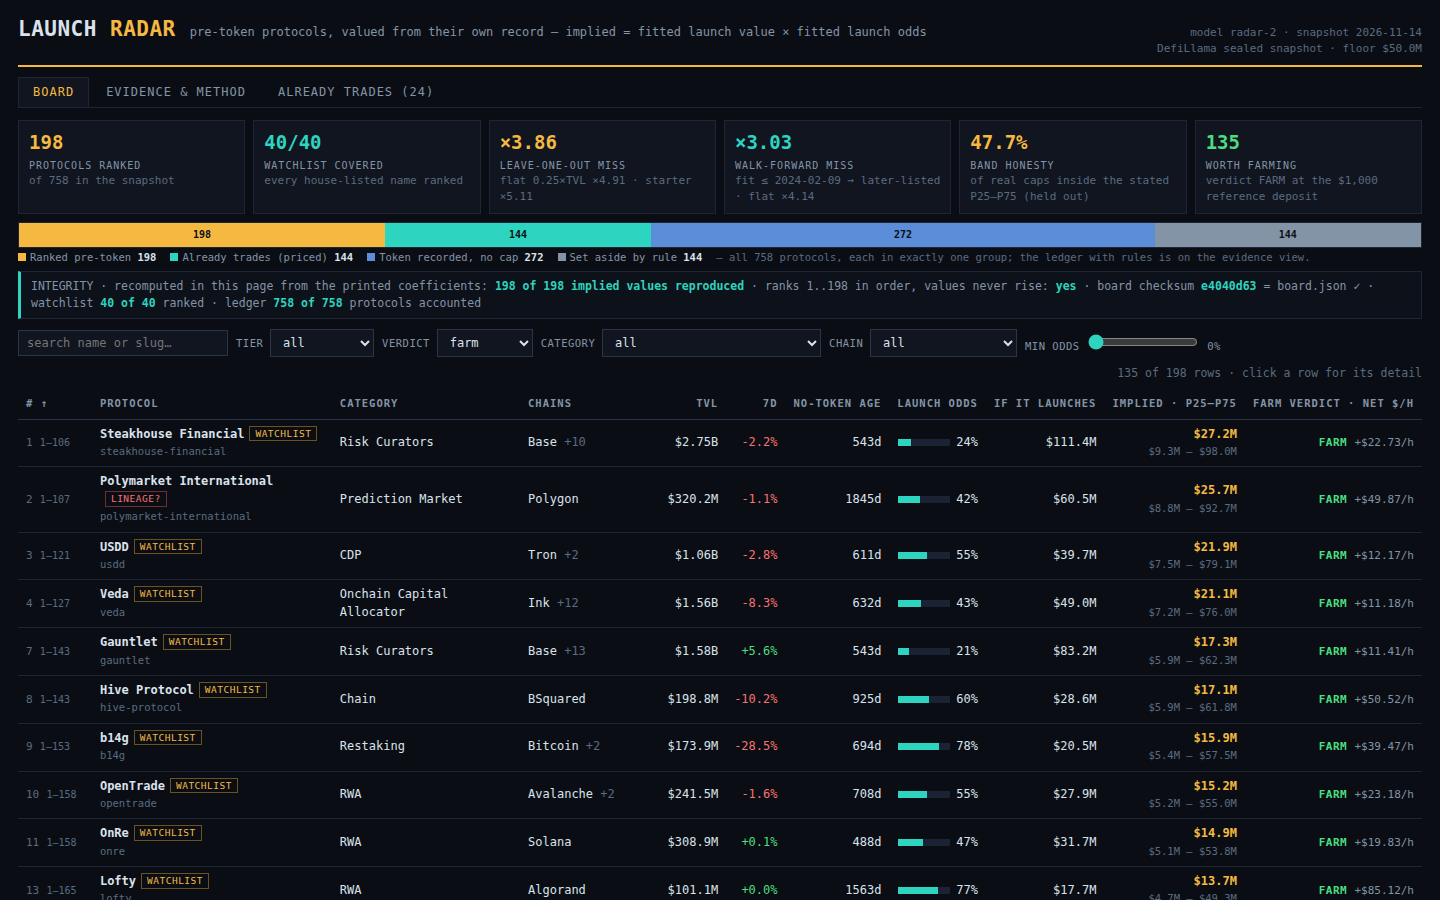 LAUNCH RADAR pre-token protocols, valued from their own record — implied = fitted launch value × fitted launch odds
model radar-2 · snapshot 2026-11-14
DefiLlama sealed snapshot · floor $50.0M
BOARD EVIDENCE & METHOD ALREADY TRADES (24)
198
PROTOCOLS RANKED
of 758 in the snapshot
40/40
WATCHLIST COVERED
every house-listed name ranked
×3.86
LEAVE-ONE-OUT MISS
flat 0.25×TVL ×4.91 · starter
×5.11
×3.03
WALK-FORWARD MISS
fit ≤ 2024-02-09 → later-listed
· flat ×4.14
47.7%
BAND HONESTY
of real caps inside the stated
P25–P75 (held out)
135
WORTH FARMING
verdict FARM at the $1,000
reference deposit
198 144 272 144
Ranked pre-token 198 Already trades (priced) 144 Token recorded, no cap 272 Set aside by rule 144 — all 758 protocols, each in exactly one group; the ledger with rules is on the evidence view.
INTEGRITY · recomputed in this page from the printed coefficients: 198 of 198 implied values reproduced · ranks 1..198 in order, values never rise: yes · board checksum e4040d63 = board.json ✓ ·
watchlist 40 of 40 ranked · ledger 758 of 758 protocols accounted
search name or slug… TIER all VERDICT farm CATEGORY all CHAIN all MIN ODDS 0%
135 of 198 rows · click a row for its detail
# ↑ PROTOCOL CATEGORY CHAINS TVL 7D NO-TOKEN AGE LAUNCH ODDS IF IT LAUNCHES IMPLIED · P25–P75 FARM VERDICT · NET $/H
1 1–106 Steakhouse Financial WATCHLIST Risk Curators Base +10 $2.75B -2.2% 543d 24% $111.4M $27.2M FARM +$22.73/h
steakhouse-financial $9.3M – $98.0M
2 1–107 Polymarket International Prediction Market Polygon $320.2M -1.1% 1845d 42% $60.5M $25.7M FARM +$49.87/h
LINEAGE?
polymarket-international $8.8M – $92.7M
3 1–121 USDD WATCHLIST CDP Tron +2 $1.06B -2.8% 611d 55% $39.7M $21.9M FARM +$12.17/h
usdd $7.5M – $79.1M
4 1–127 Veda WATCHLIST Onchain Capital Allocator Ink +12 $1.56B -8.3% 632d 43% $49.0M $21.1M FARM +$11.18/h
veda $7.2M – $76.0M
7 1–143 Gauntlet WATCHLIST Risk Curators Base +13 $1.58B +5.6% 543d 21% $83.2M $17.3M FARM +$11.41/h
gauntlet $5.9M – $62.3M
8 1–143 Hive Protocol WATCHLIST Chain BSquared $198.8M -10.2% 925d 60% $28.6M $17.1M FARM +$50.52/h
hive-protocol $5.9M – $61.8M
9 1–153 b14g WATCHLIST Restaking Bitcoin +2 $173.9M -28.5% 694d 78% $20.5M $15.9M FARM +$39.47/h
b14g $5.4M – $57.5M
10 1–158 OpenTrade WATCHLIST RWA Avalanche +2 $241.5M -1.6% 708d 55% $27.9M $15.2M FARM +$23.18/h
opentrade $5.2M – $55.0M
11 1–158 OnRe WATCHLIST RWA Solana $308.9M +0.1% 488d 47% $31.7M $14.9M FARM +$19.83/h
onre $5.1M – $53.8M
13 1–165 Lofty WATCHLIST RWA Algorand $101.1M +0.0% 1563d 77% $17.7M $13.7M FARM +$85.12/h
lofty $4.7M – $49.3M